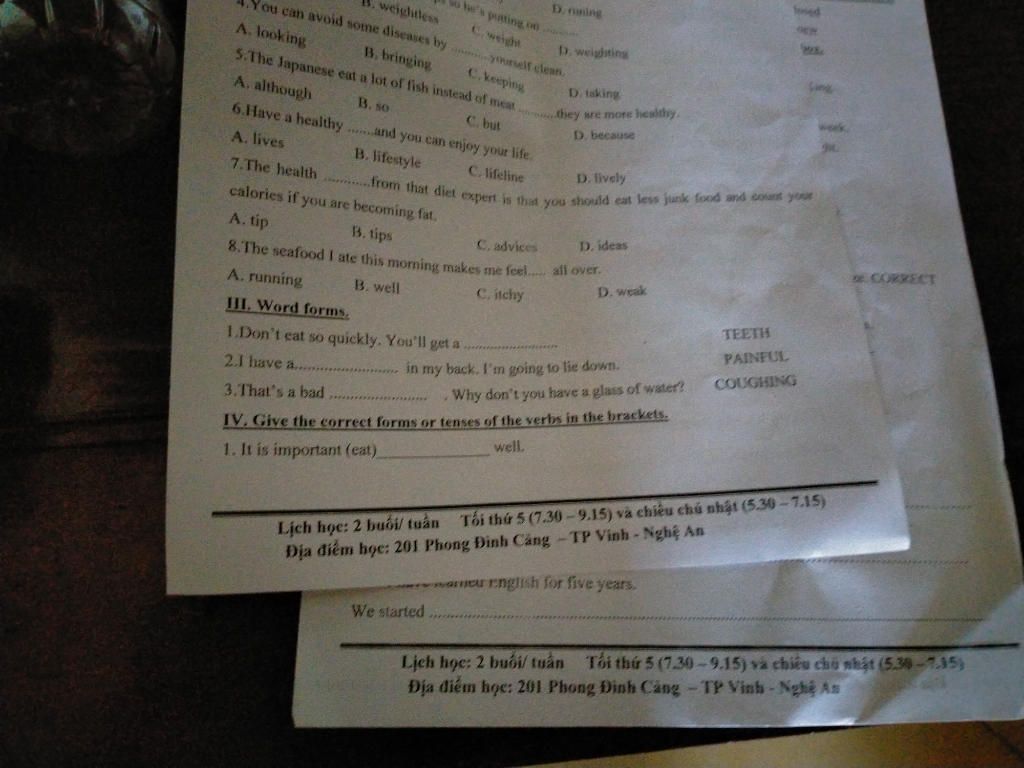 so he's putting on ..........
D. runing
B. weightless
C. weight
D. weighting
4.You can avoid some diseases by ..........yourself clean.
A. looking B. bringing C. keeping D. taking
5.The Japanese eat a lot of fish instead of meat ..........they are more healthy.
A. although B. so C. but D. because
6.Have a healthy .......and you can enjoy your life.
A. lives B. lifestyle C. lifeline D. lively
7.The health ............from that diet expert is that you should eat less junk food and count your
calories if you are becoming fat.
A. tip B. tips C. advices D. ideas
8.The seafood I ate this morning makes me feel..... all over.
A. running B. well C. itchy D. weak
III. Word forms.
1.Don't eat so quickly. You'll get a ........................ TEETH
2.I have a.......................... in my back. I'm going to lie down. PAINFUL
3.That's a bad ......................... . Why don't you have a glass of water? COUGHING
IV. Give the correct forms or tenses of the verbs in the brackets.
1. It is important (eat)______________ well.
Lịch học: 2 buổi/ tuần Tối thứ 5 (7.30 – 9.15) và chiều chủ nhật (5.30 – 7.15)
Địa điểm học: 201 Phong Đình Cảng – TP Vinh - Nghệ An
week.
CORRECT
learned English for five years.
We started ........................................
Lịch học: 2 buổi/ tuần Tối thứ 5 (7.30 – 9.15) và chiều chủ nhật (5.30 – 7.15)
Địa điểm học: 201 Phong Đình Cảng – TP Vinh - Nghệ An